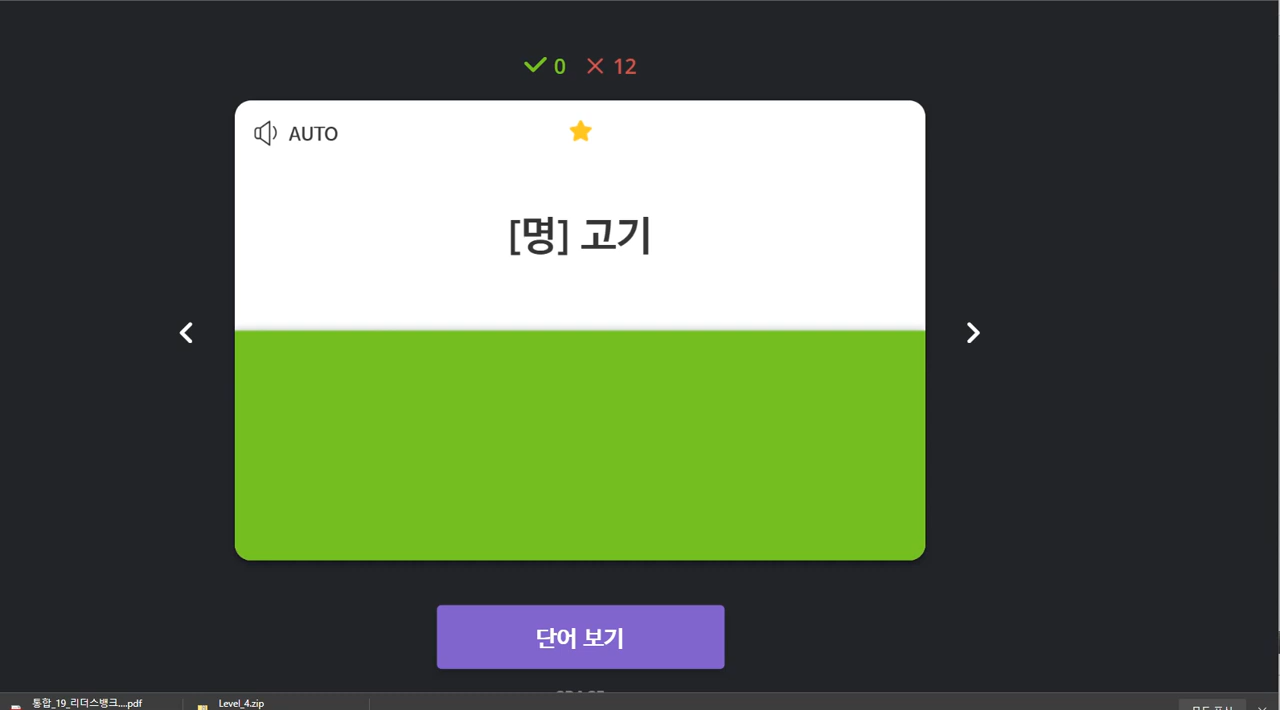 0 12
AUTO
[명] 고기
단어 보기
통합_19_리더스뱅크....pdf Level_4.zip